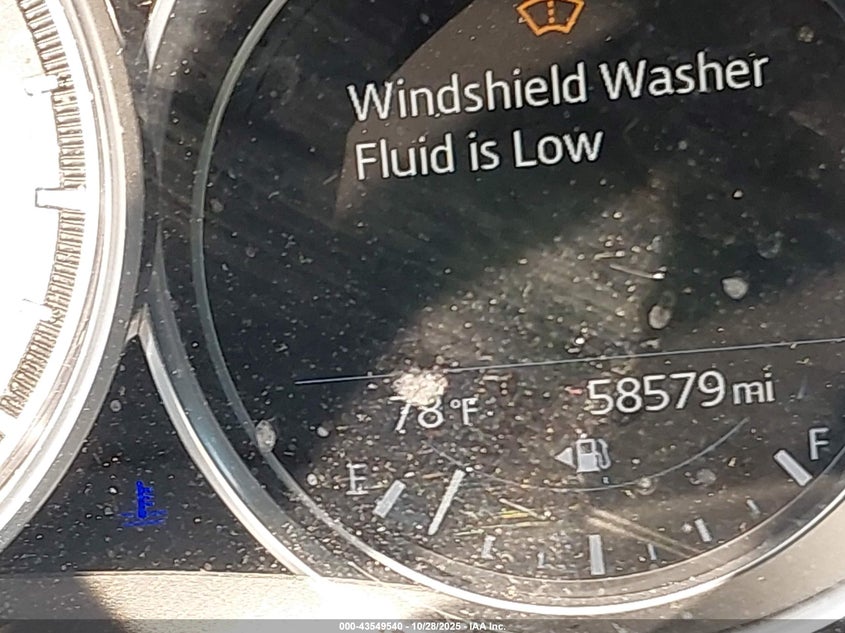 Windshield Washer
Fluid is Low
78°F
58579 mi
E
F
000-43549540 - 10/28/2025 - IAA Inc.